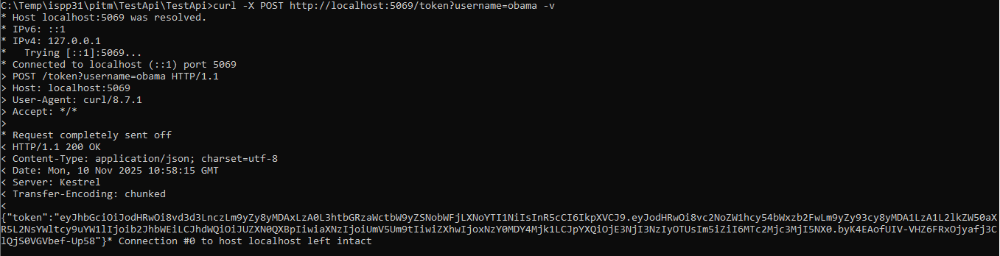 C:\Temp\ispp31\pitm\TestApi\TestApi>curl -X POST http://localhost:5069/token?username=obama -v
* Host localhost:5069 was resolved.
* IPv6: ::1
* IPv4: 127.0.0.1
*   Trying [::1]:5069...
* Connected to localhost (::1) port 5069
> POST /token?username=obama HTTP/1.1
> Host: localhost:5069
> User-Agent: curl/8.7.1
> Accept: */*
>
* Request completely sent off
< HTTP/1.1 200 OK
< Content-Type: application/json; charset=utf-8
< Date: Mon, 10 Nov 2025 10:58:15 GMT
< Server: Kestrel
< Transfer-Encoding: chunked
<
{"token":"eyJhbGciOiJodHRwOi8vd3d3LnczLm9yZy8yMDAxLzA0L3htbGRzaWctbW9yZSNobWFjLXNoYTI1NiIsInR5cCI6IkpXVCJ9.eyJodHRwOi8vc2NoZW1hcy54bWxzb2FwLm9yZy93cy8yMDA1LzA1L2lkZW50aX
R5L2NsYWltcy9uYW1lIjoib2JhbWEiLCJhdWQiOiJUZXN0QXBpIiwiaXNzIjoiUmV5Um9tIiwiZXhwIjoxNzY0MDY4Mjk1LCJpYXQiOjE3NjI3NzIyOTUsIm5iZiI6MTc2Mjc3MjI5NX0.byK4EAofUIV-VHZ6FRxOjyafj3C
lQjS0VGVbef-Up58"}* Connection #0 to host localhost left intact